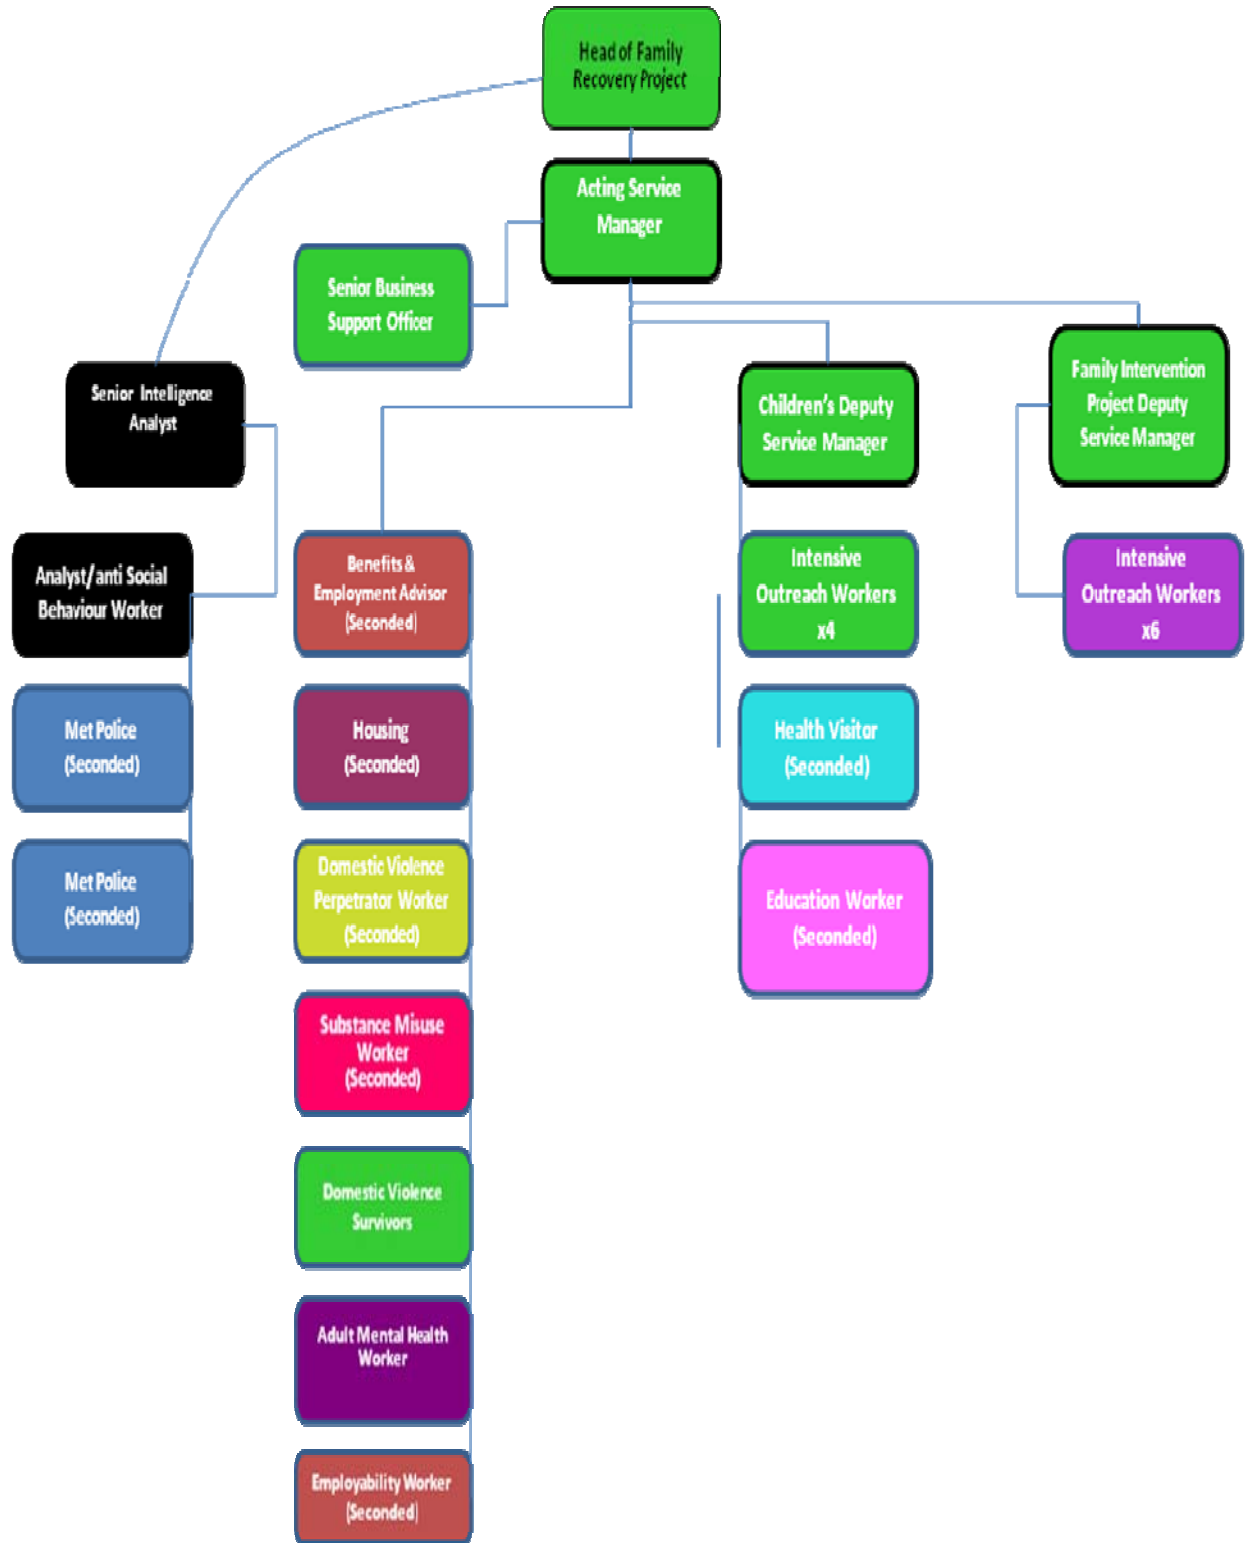 Head of Family
Recovery Project
Acting Service
Manager
Senior Business
Support Officer
Senior Intelligence
Analyst
Children's Deputy
Service Manager
Family Intervention
Project Deputy
Service Manager
Analyst/anti Social
Behaviour Worker
Benefits &
Employment Advisor
(Seconded)
Intensive
Outreach Workers
x4
Intensive
Outreach Workers
x6
Met Police
(Seconded)
Housing
(Seconded)
Health Visitor
(Seconded)
Met Police
(Seconded)
Domestic Violence
Perpetrator Worker
(Seconded)
Education Worker
(Seconded)
Substance Misuse
Worker
(Seconded)
Domestic Violence
Survivors
Adult Mental Health
Worker
Employability Worker
(Seconded)